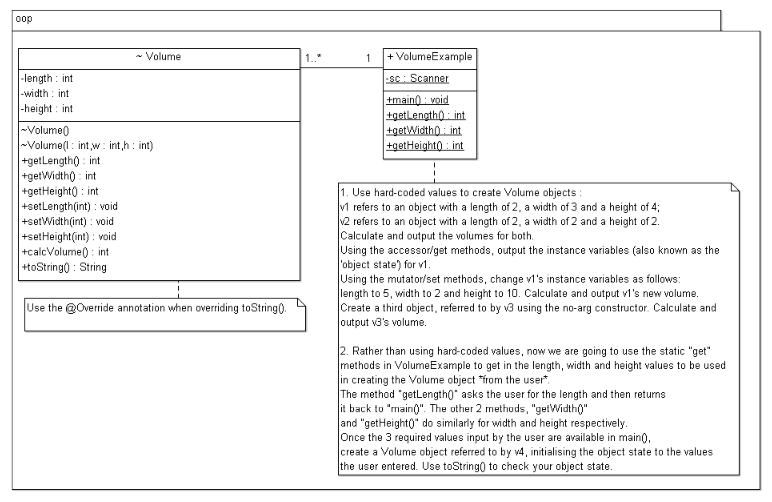 oop
~ Volume
-length : int
-width : int
-height : int
~Volume()
~Volume(l : int,w : int,h : int)
+getLength() : int
+getWidth() : int
+getHeight() : int
+setLength(int) : void
+setWidth(int) : void
+setHeight(int) : void
+calcVolume() : int
+toString() : String
Use the @Override annotation when overriding toString().
1..*
1
+ VolumeExample
-sc : Scanner
+main() : void
+getLength() : int
+getWidth() : int
+getHeight() : int
1. Use hard-coded values to create Volume objects :
v1 refers to an object with a length of 2, a width of 3 and a height of 4;
v2 refers to an object with a length of 2, a width of 2 and a height of 2.
Calculate and output the volumes for both.
Using the accessor/get methods, output the instance variables (also known as the
'object state') for v1.
Using the mutator/set methods, change v1's instance variables as follows:
length to 5, width to 2 and height to 10. Calculate and output v1's new volume.
Create a third object, referred to by v3 using the no-arg constructor. Calculate and
output v3's volume.
2. Rather than using hard-coded values, now we are going to use the static "get"
methods in VolumeExample to get in the length, width and height values to be used
in creating the Volume object *from the user*.
The method "getLength()" asks the user for the length and then returns
it back to "main()". The other 2 methods, "getWidth()"
and "getHeight()" do similarly for width and height respectively.
Once the 3 required values input by the user are available in main(),
create a Volume object referred to by v4, initialising the object state to the values
the user entered. Use toString() to check your object state.